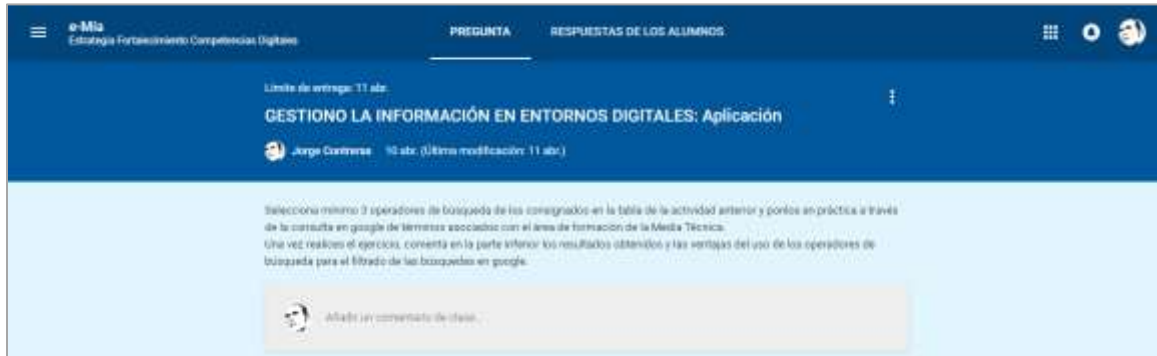 e-Mía
Estrategia Fortalecimiento Competencias Digitales
PREGUNTA
RESPUESTAS DE LOS ALUMNOS
Límite de entrega: 11 abr.
GESTIONO LA INFORMACIÓN EN ENTORNOS DIGITALES: Aplicación
Jorge Contreras 10 abr. (Última modificación: 11 abr.)
Selecciona mínimo 3 operadores de búsqueda de los consignados en la tabla de la actividad anterior y ponlos en práctica a través
de la consulta en google de términos asociados con el área de formación de la Media Técnica.
Una vez realices el ejercicio, comenta en la parte inferior los resultados obtenidos y las ventajas del uso de los operadores de
búsqueda para el filtrado de las búsquedas en google.
Añadir un comentario de clase...